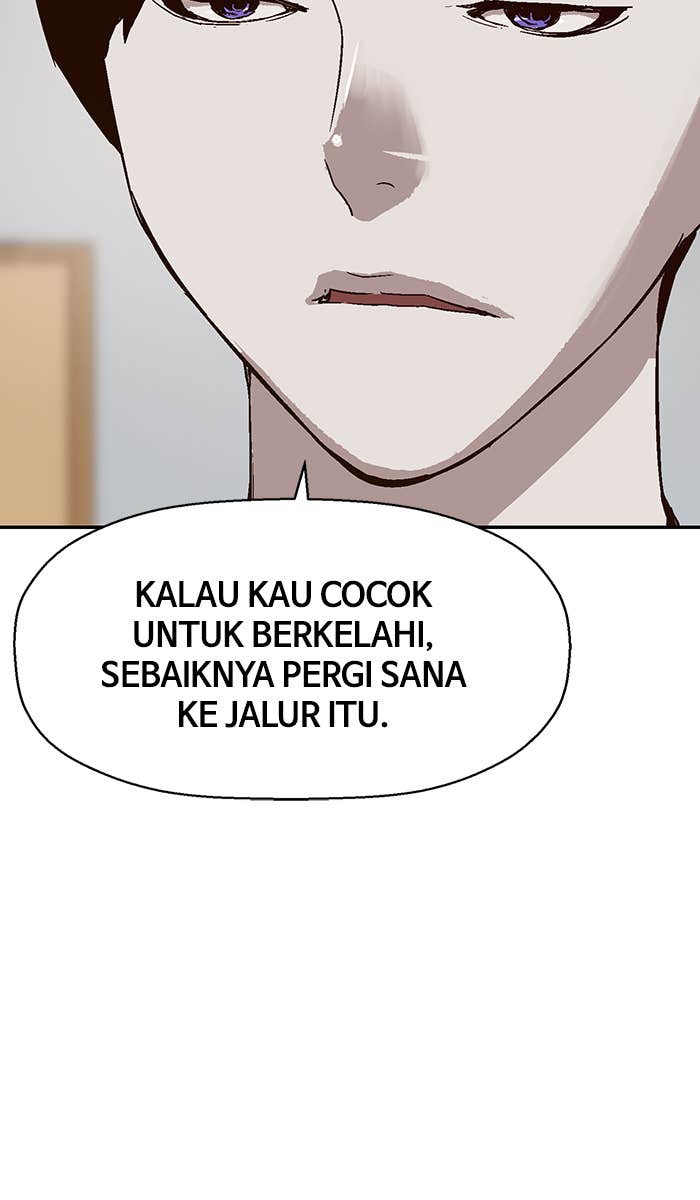 KALAU KAU COCOK
UNTUK BERKELAHI,
SEBAIKNYA PERGI SANA
KE JALUR ITU.